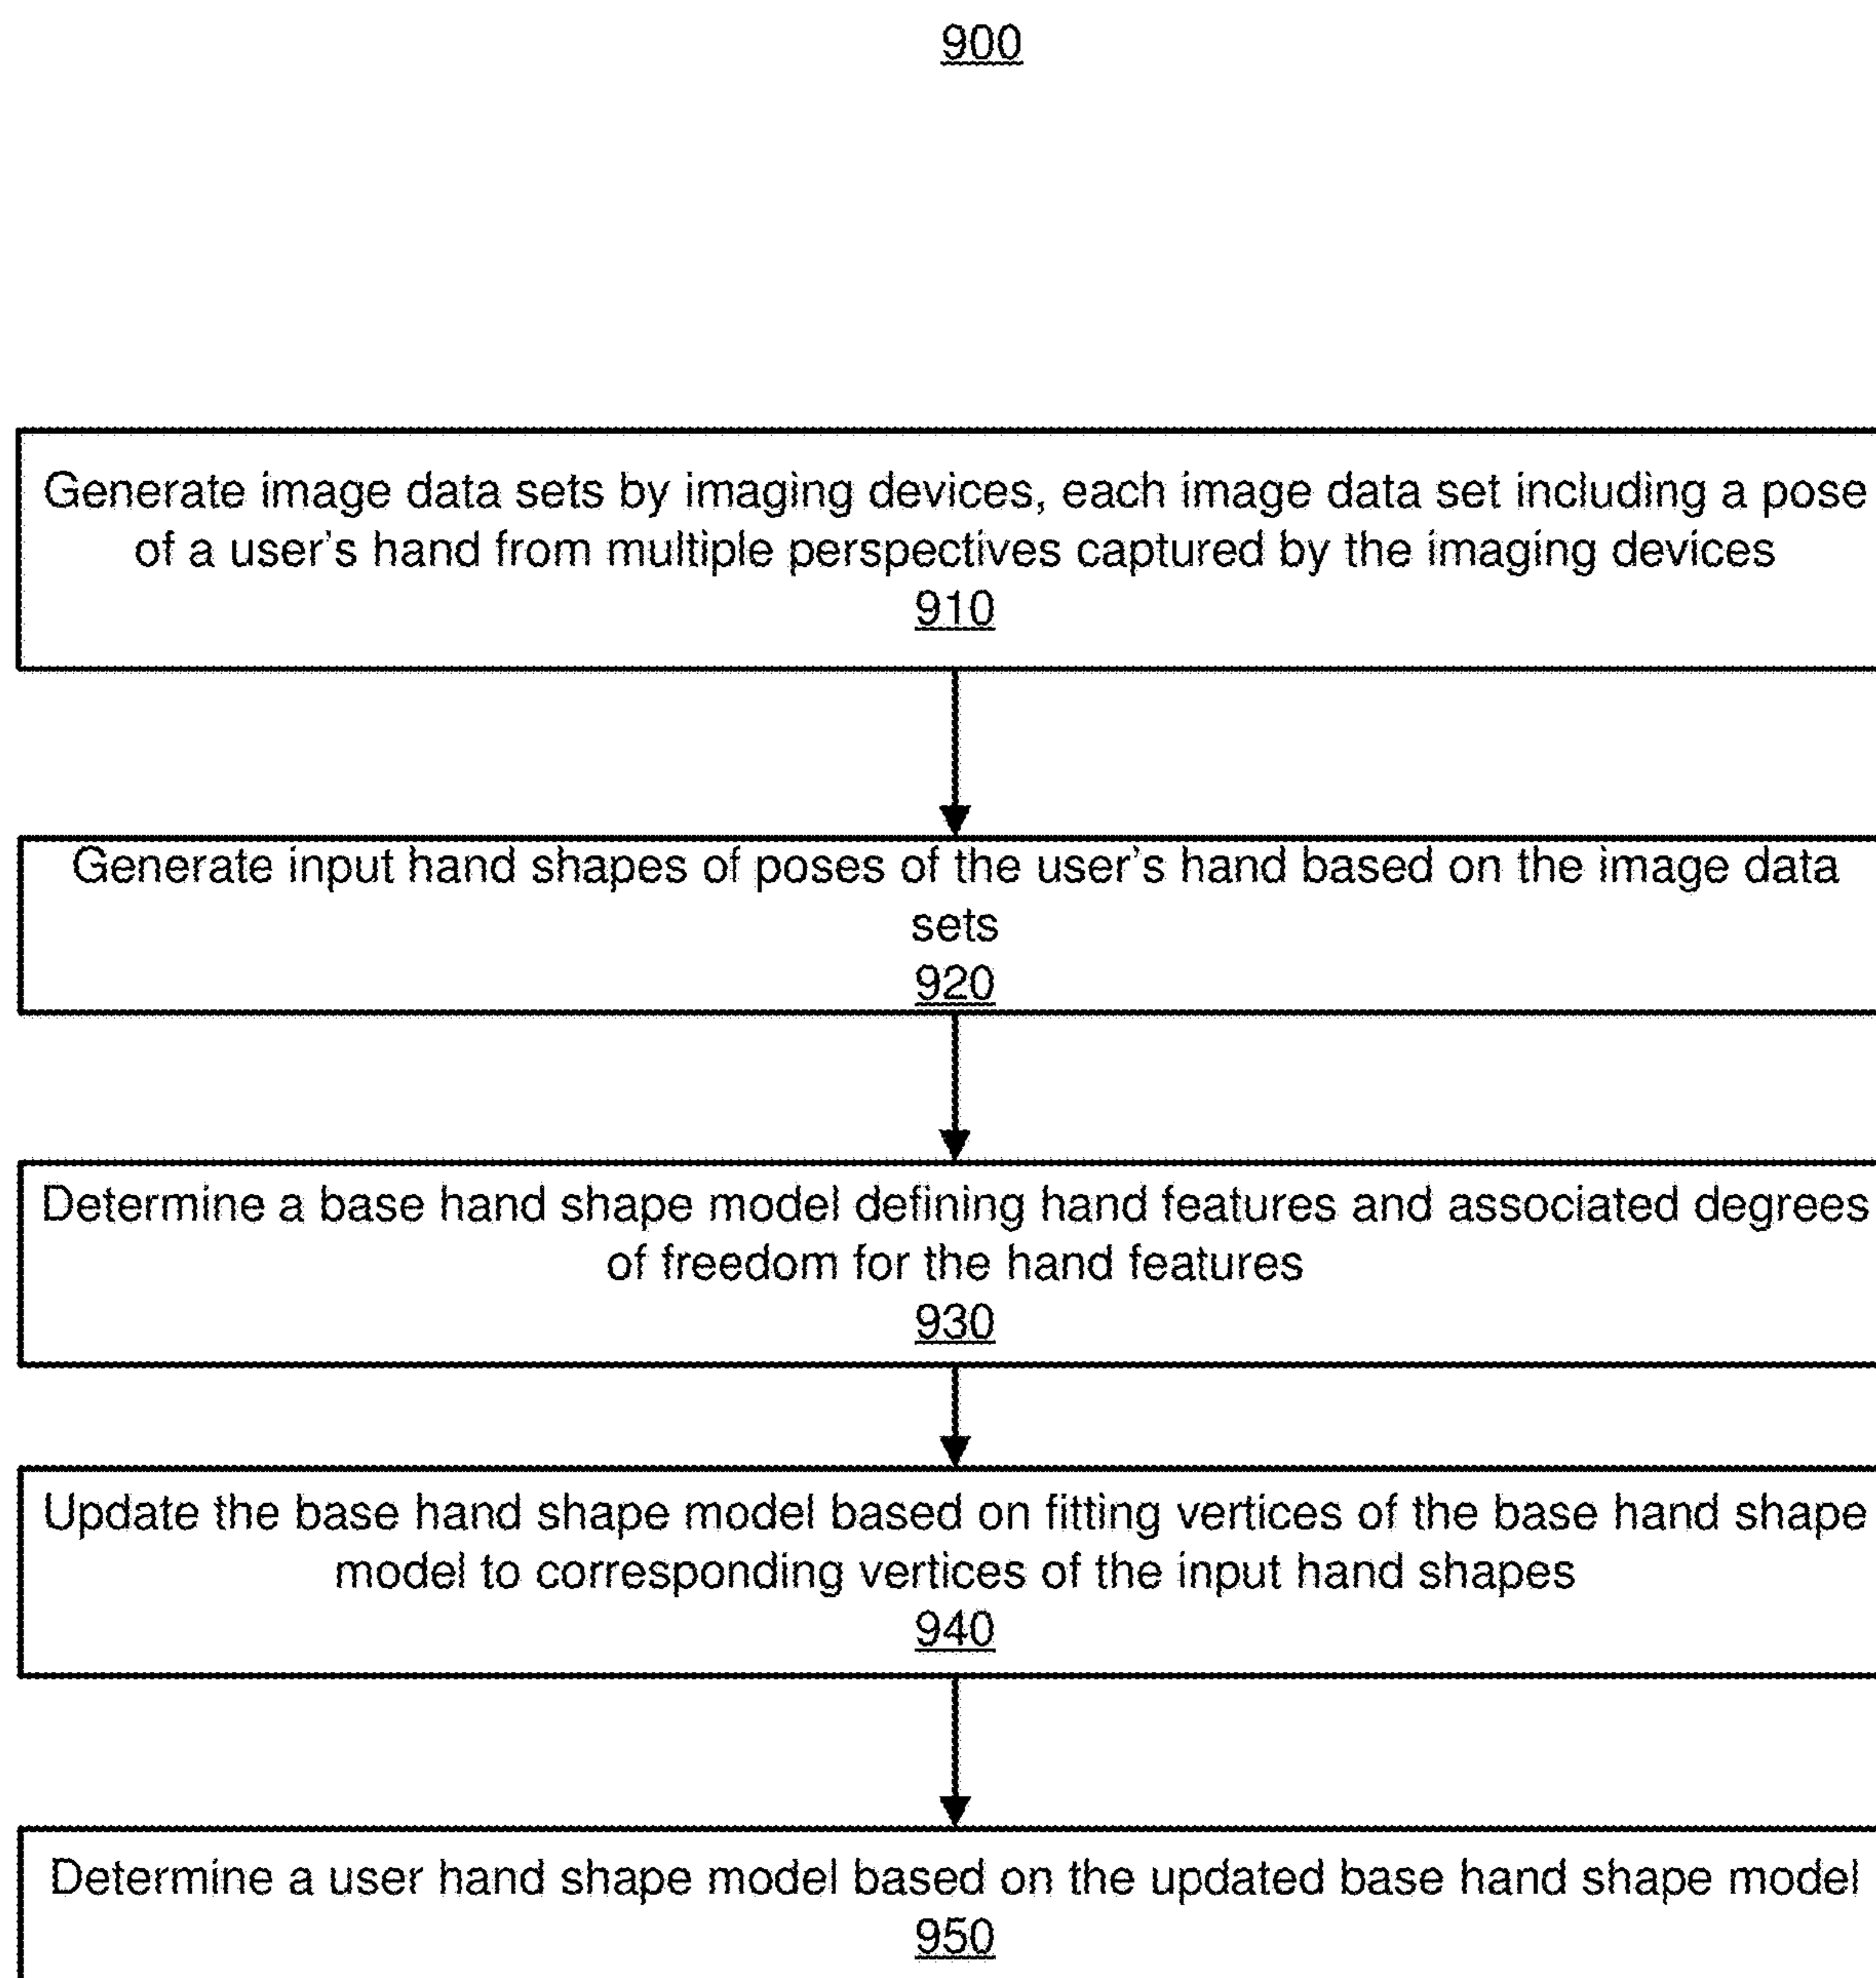 900
Generate image data sets by imaging devices, each image data set including a pose
of a user's hand from multiple perspectives captured by the imaging devices
910
Generate input hand shapes of poses of the user's hand based on the image data
sets
920
Determine a base hand shape model defining hand features and associated degrees
of freedom for the hand features
930
Update the base hand shape model based on fitting vertices of the base hand shape
model to corresponding vertices of the input hand shapes
940
Determine a user hand shape model based on the updated base hand shape model
950